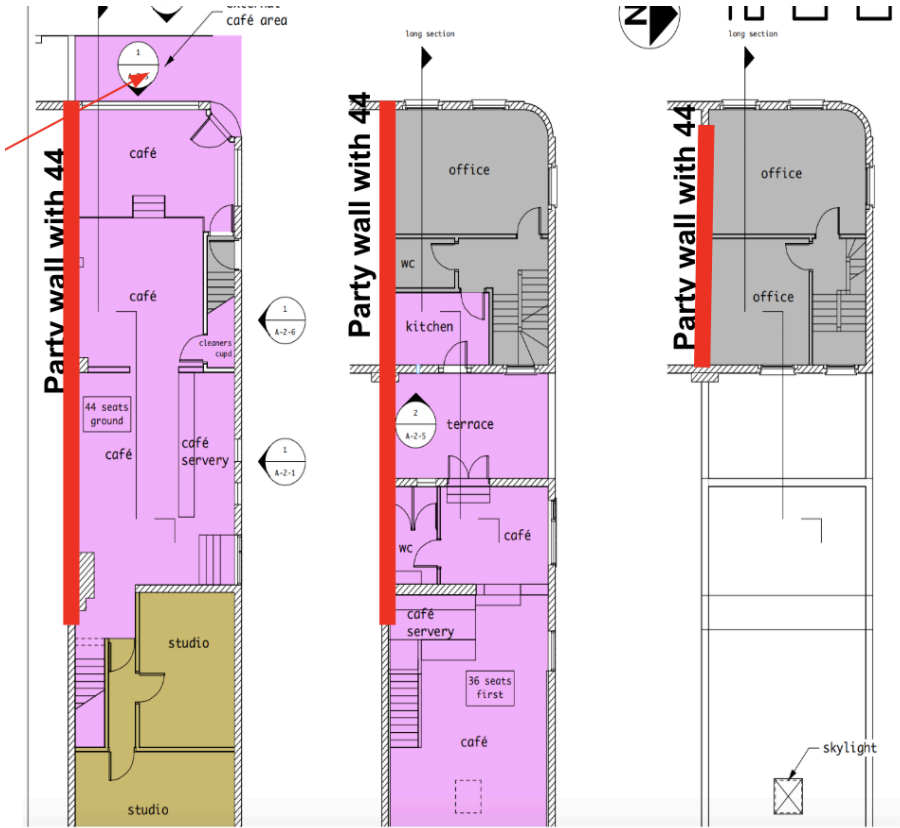 café area
long section
long section
N
1
Party wall with 44
café
café
cleaners
cupd
1
A-2-6
44 seats
ground
café
café
servery
1
A-2-1
studio
studio
Party wall with 44
office
WC
kitchen
2
A-2-5
terrace
WC
café
café
servery
36 seats
first
café
Party wall with 44
office
office
skylight